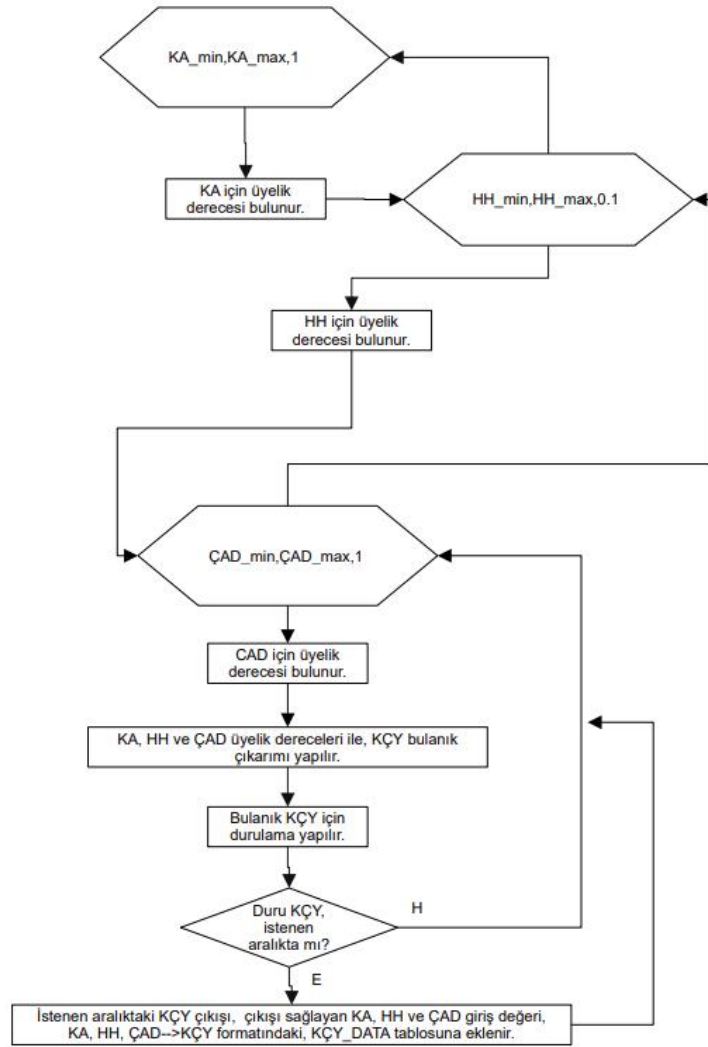 KA_min,KA_max,1
KA için üyelik
derecesi bulunur.
HH_min,HH_max,0.1
HH için üyelik
derecesi bulunur.
ÇAD_min,ÇAD_max,1
CAD için üyelik
derecesi bulunur.
KA, HH ve ÇAD üyelik dereceleri ile, KÇY bulanık
çıkarımı yapılır.
Bulanık KÇY için
durulama yapılır.
Duru KÇY,
istenen
aralıkta mı?
H
E
İstenen aralıktaki KÇY çıkışı, çıkışı sağlayan KA, HH ve ÇAD giriş değeri,
KA, HH, ÇAD-->KÇY formatındaki, KÇY_DATA tablosuna eklenir.